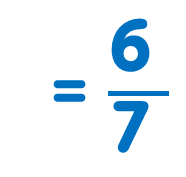 = 6/7